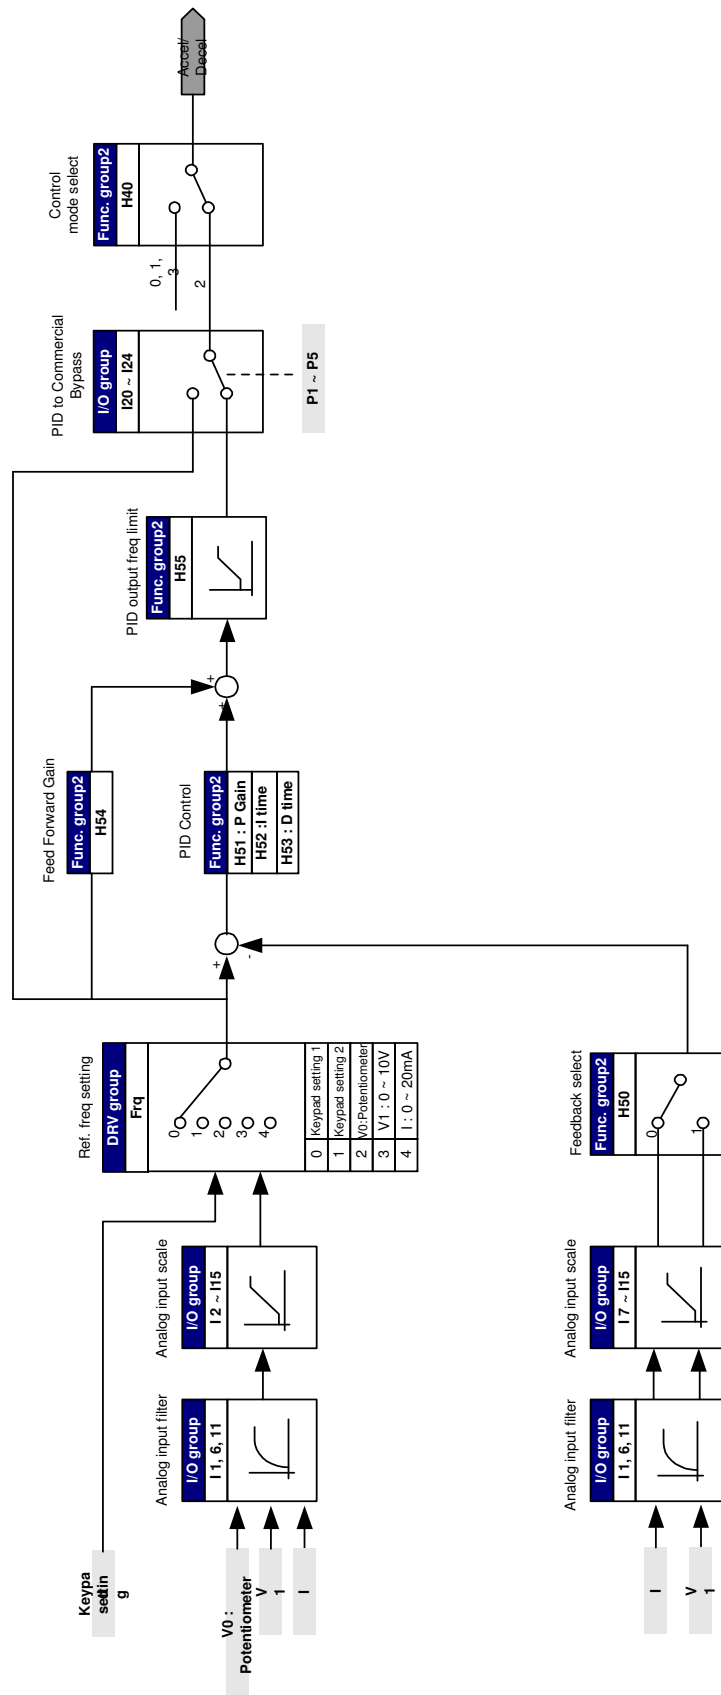 Keypa
settin
g
V0 :
Potentiometer
V
1
I
Analog input filter
I/O group
I 1, 6, 11
Analog input scale
I/O group
I 2 ~ I15
Ref. freq setting
DRV group
Frq
0
1
2
3
4
0 Keypad setting 1
1 Keypad setting 2
2 V0:Potentiometer
3 V1 : 0 ~ 10V
4 I : 0 ~ 20mA
+
-
Feed Forward Gain
Func. group2
H54
PID Control
Func. group2
H51 : P Gain
H52 :I time
H53 : D time
+
+
PID output freq limit
Func. group2
H55
PID to Commercial
Bypass
I/O group
I20 ~ I24
P1 ~ P5
Control
mode select
Func. group2
H40
0, 1,
3
2
Accel/
Decel
I
V
1
Analog input filter
I/O group
I 1, 6, 11
Analog input scale
I/O group
I 7 ~ I15
Feedback select
Func. group2
H50
0
1